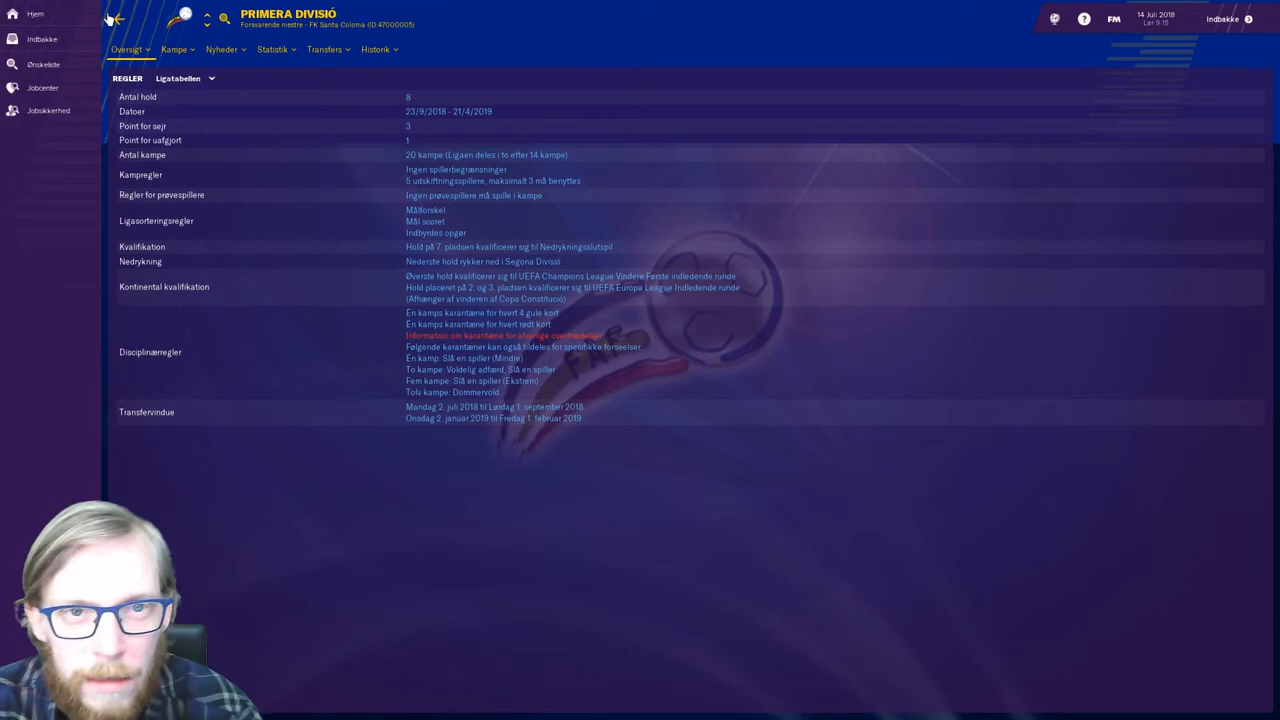 Hjem
Indbakke
Ønskeliste
Jobcenter
Jobsikkerhed
PRIMERA DIVISIÓ
Forsvarende mestre - FK Santa Coloma (ID:47000005)
FM
14 Juli 2018
Lør 9:15
Indbakke
Oversigt
Kampe
Nyheder
Statistik
Transfers
Historik
REGLER Ligatabellen
Antal hold 8
Datoer 23/9/2018 - 21/4/2019
Point for sejr 3
Point for uafgjort 1
Antal kampe 20 kampe (Ligaen deles i to efter 14 kampe)
Kampregler
Ingen spillerbegrænsninger
5 udskiftningsspillere, maksimalt 3 må benyttes
Regler for prøvespillere Ingen prøvespillere må spille i kampe
Ligasorteringsregler
Målforskel
Mål scoret
Indbyrdes opgør
Kvalifikation Hold på 7. pladsen kvalificerer sig til Nedrykningsslutspil
Nedrykning Nederste hold rykker ned i Segona Divisió
Kontinental kvalifikation
Øverste hold kvalificerer sig til UEFA Champions League Vindere Første indledende runde
Hold placeret på 2. og 3. pladsen kvalificerer sig til UEFA Europa League Indledende runde
(Afhænger af vinderen af Copa Constitució)
Disciplinærregler
Én kamps karantæne for hvert 4 gule kort
Én kamps karantæne for hvert rødt kort
Information om karantæne for alvorlige overtrædelser
Følgende karantæner kan også tildeles for specifikke forseelser:
Én kamp: Slå en spiller (Mindre)
To kampe: Voldelig adfærd, Slå en spiller
Fem kampe: Slå en spiller (Ekstrem)
Tolv kampe: Dommervold
Transfervindue
Mandag 2. juli 2018 til Lørdag 1. september 2018
Onsdag 2. januar 2019 til Fredag 1. februar 2019
FAF